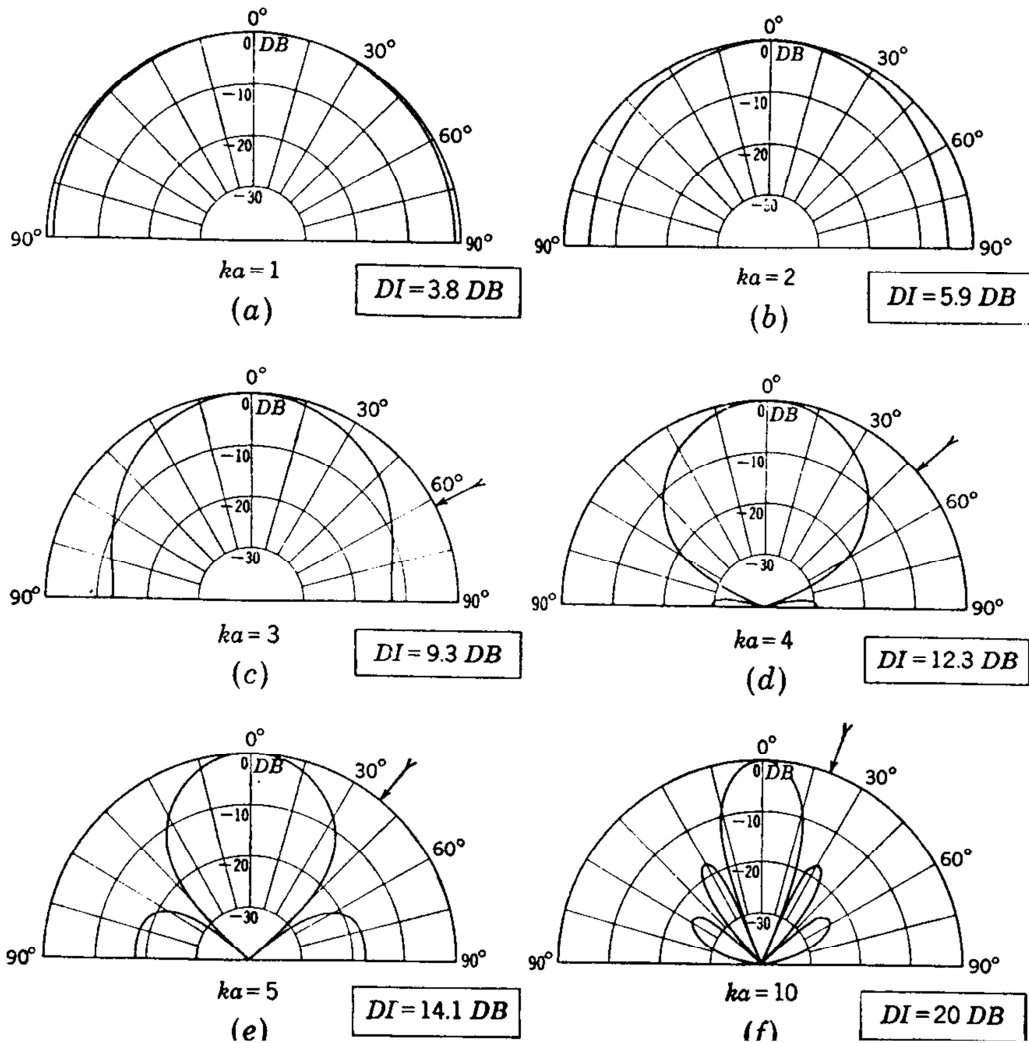 0°
0 DB
30°
-10
60°
-20
-30
90°
90°
ka = 1
DI = 3.8 DB
(a)
0°
0 DB
30°
-10
60°
-20
-30
90°
90°
ka = 2
DI = 5.9 DB
(b)
0°
0 DB
30°
-10
60°
-20
-30
90°
90°
ka = 3
DI = 9.3 DB
(c)
0°
0 DB
30°
-10
60°
-20
-30
90°
90°
ka = 4
DI = 12.3 DB
(d)
0°
0 DB
30°
-10
60°
-20
-30
90°
90°
ka = 5
DI = 14.1 DB
(e)
0°
0 DB
30°
-10
60°
-20
-30
90°
90°
ka = 10
DI = 20 DB
(f)